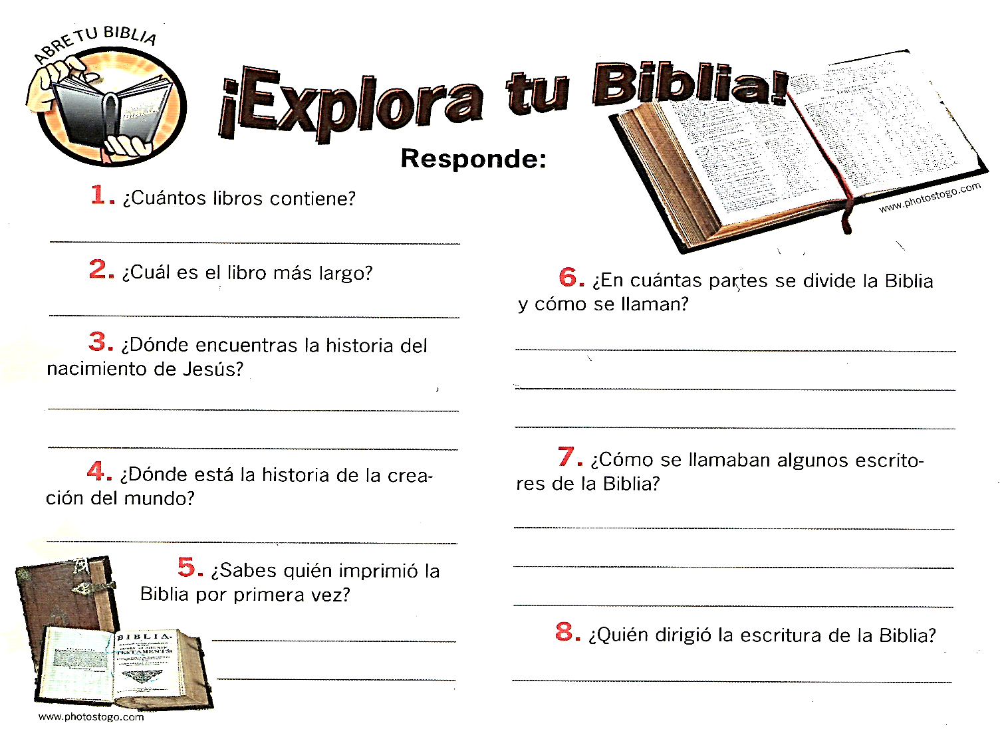 ABRE TU BIBLIA
¡Explora tu Biblia!
Responde:
www.photostogo.com
1. ¿Cuántos libros contiene?
2. ¿Cuál es el libro más largo?
3. ¿Dónde encuentras la historia del
nacimiento de Jesús?
4. ¿Dónde está la historia de la crea-
ción del mundo?
5. ¿Sabes quién imprimió la
Biblia por primera vez?
BIBLIA.
www.photostogo.com
6. ¿En cuántas partes se divide la Biblia
y cómo se llaman?
7. ¿Cómo se llamaban algunos escrito-
res de la Biblia?
8. ¿Quién dirigió la escritura de la Biblia?